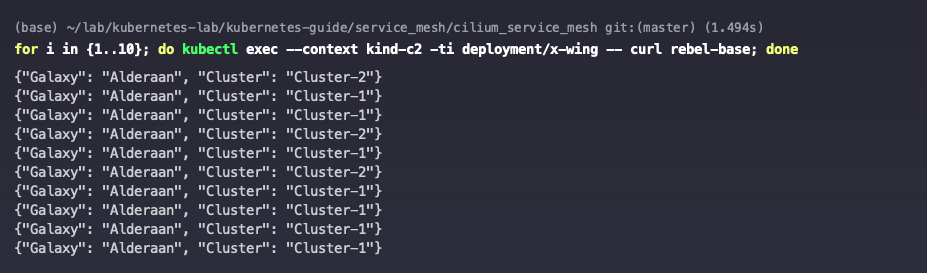 (base) ~/lab/kubernetes-lab/kubernetes-guide/service_mesh/cilium_service_mesh git:(master) (1.494s)
for i in {1..10}; do kubectl exec --context kind-c2 -ti deployment/x-wing -- curl rebel-base; done
{"Galaxy": "Alderaan", "Cluster": "Cluster-2"}
{"Galaxy": "Alderaan", "Cluster": "Cluster-1"}
{"Galaxy": "Alderaan", "Cluster": "Cluster-1"}
{"Galaxy": "Alderaan", "Cluster": "Cluster-2"}
{"Galaxy": "Alderaan", "Cluster": "Cluster-1"}
{"Galaxy": "Alderaan", "Cluster": "Cluster-2"}
{"Galaxy": "Alderaan", "Cluster": "Cluster-1"}
{"Galaxy": "Alderaan", "Cluster": "Cluster-1"}
{"Galaxy": "Alderaan", "Cluster": "Cluster-1"}
{"Galaxy": "Alderaan", "Cluster": "Cluster-1"}